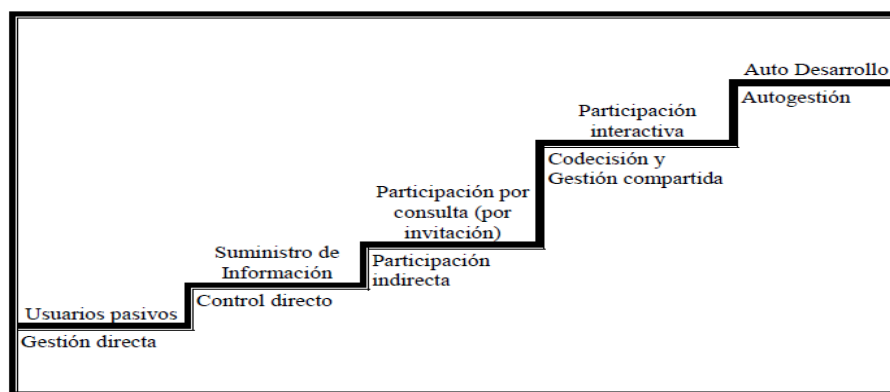 Auto Desarrollo
Autogestión
Participación
interactiva
Codecisión y
Gestión compartida
Participación por
consulta (por
invitación)
Participación
indirecta
Suministro de
Información
Control directo
Usuarios pasivos
Gestión directa